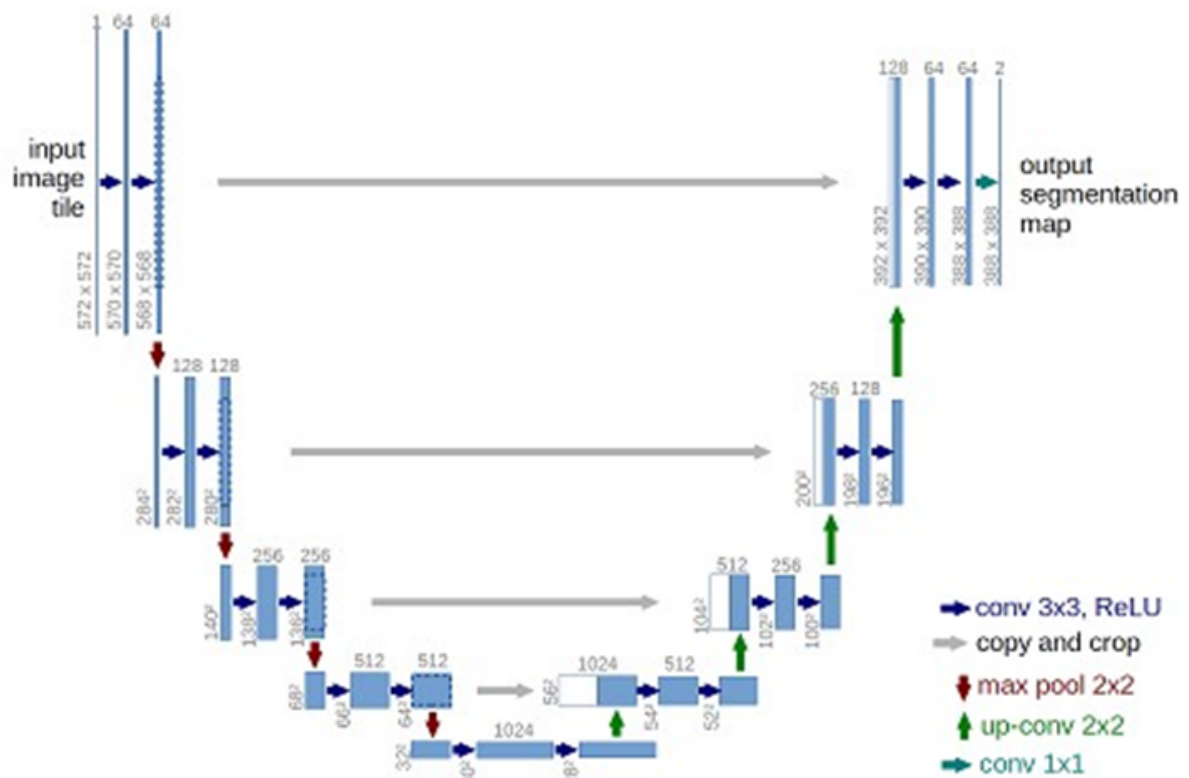 1 64 64
input
image
tile
572 x 572
570 x 570
568 x 568
128 64 64 2
output
segmentation
map
392 x 392
390 x 390
388 x 388
388 x 388
128 128
284²
282²
280²
256 128
200²
198²
196²
256 256
140²
138²
136²
512 256
104²
102²
100²
512 512
68²
66²
64²
1024 512
56²
54²
52²
1024
32²
conv 3x3, ReLU
copy and crop
max pool 2x2
up-conv 2x2
conv 1x1